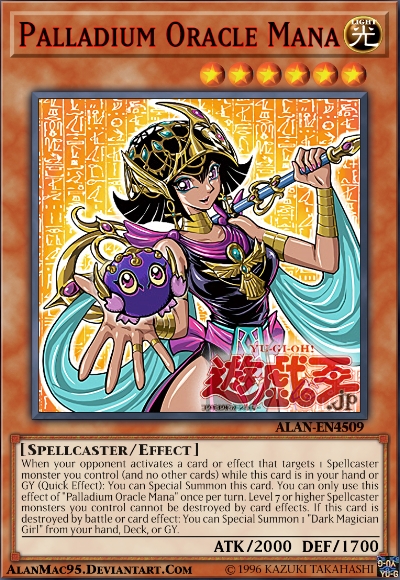 Palladium Oracle Mana
LIGHT
光
YU-GI-OH!
遊戯王
.jp
ALAN-EN4509
[Spellcaster/Effect]
When your opponent activates a card or effect that targets 1 Spellcaster
monster you control (and no other cards) while this card is in your hand or
GY (Quick Effect): You can Special Summon this card. You can only use this
effect of "Palladium Oracle Mana" once per turn. Level 7 or higher Spellcaster
monsters you control cannot be destroyed by card effects. If this card is
destroyed by battle or card effect: You can Special Summon 1 "Dark Magician
Girl" from your hand, Deck, or GY.
ATK/2000 DEF/1700
AlanMac95.Deviantart.Com
©1996 KAZUKI TAKAHASHI